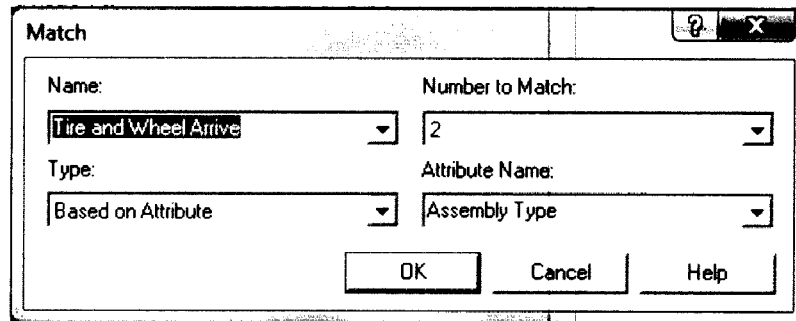 Match
Name:
Number to Match:
Tire and Wheel Arrive
2
Type:
Attribute Name:
Based on Attribute
Assembly Type
OK
Cancel
Help